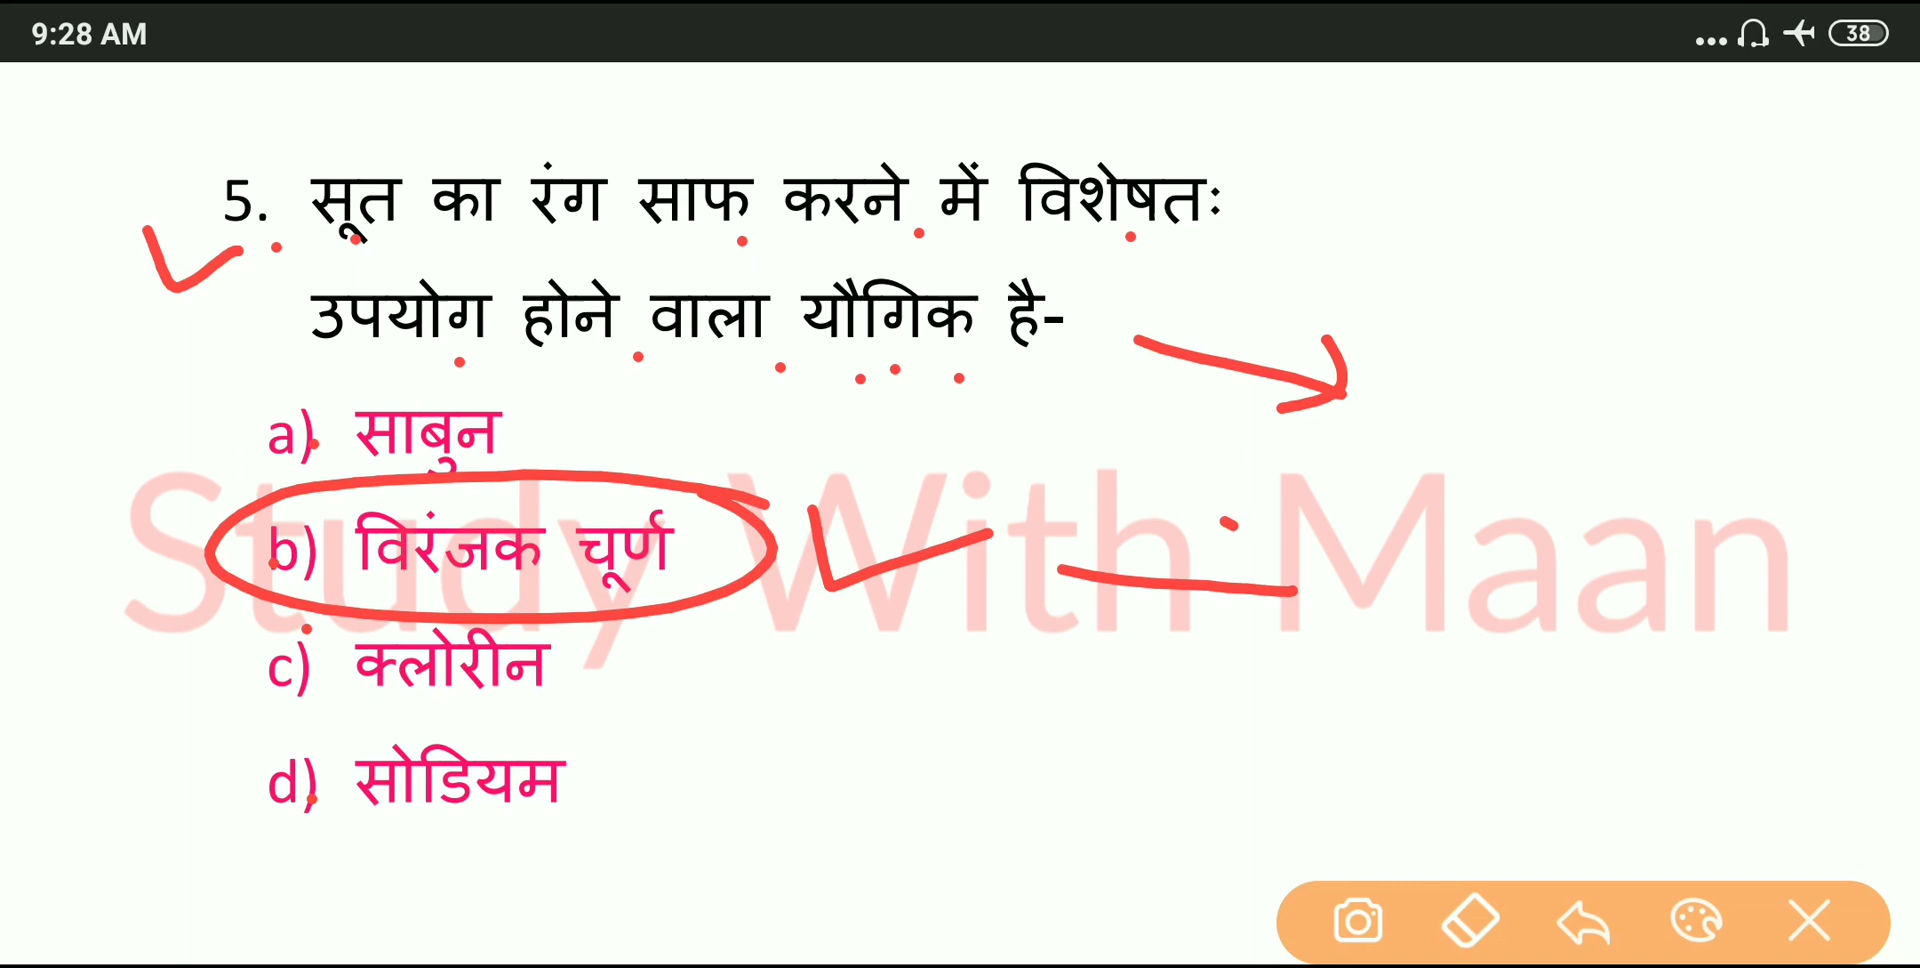 9:28 AM
38
5. सूत का रंग साफ करने में विशेषतः
उपयोग होने वाला यौगिक है-
a) साबुन
b) विरंजक चूर्ण
c) क्लोरीन
d) सोडियम
Study With Maan